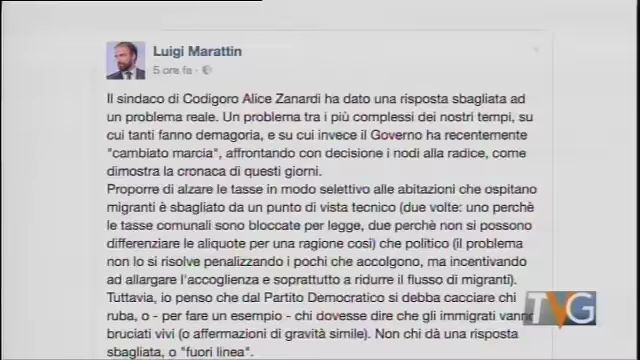 Luigi Marattin
5 ore fa ·
Il sindaco di Codigoro Alice Zanardi ha dato una risposta sbagliata ad
un problema reale. Un problema tra i più complessi dei nostri tempi, su
cui tanti fanno demagoria, e su cui invece il Governo ha recentemente
"cambiato marcia", affrontando con decisione i nodi alla radice, come
dimostra la cronaca di questi giorni.
Proporre di alzare le tasse in modo selettivo alle abitazioni che ospitano
migranti è sbagliato da un punto di vista tecnico (due volte: uno perchè
le tasse comunali sono bloccate per legge, due perchè non si possono
differenziare le aliquote per una ragione così) che politico (il problema
non lo si risolve penalizzando i pochi che accolgono, ma incentivando
ad allargare l'accoglienza e soprattutto a ridurre il flusso di migranti).
Tuttavia, io penso che dal Partito Democratico si debba cacciare chi
ruba, o - per fare un esempio - chi dovesse dire che gli immigrati vanno
bruciati vivi (o affermazioni di gravità simile). Non chi dà una risposta
sbagliata, o "fuori linea".
TVG